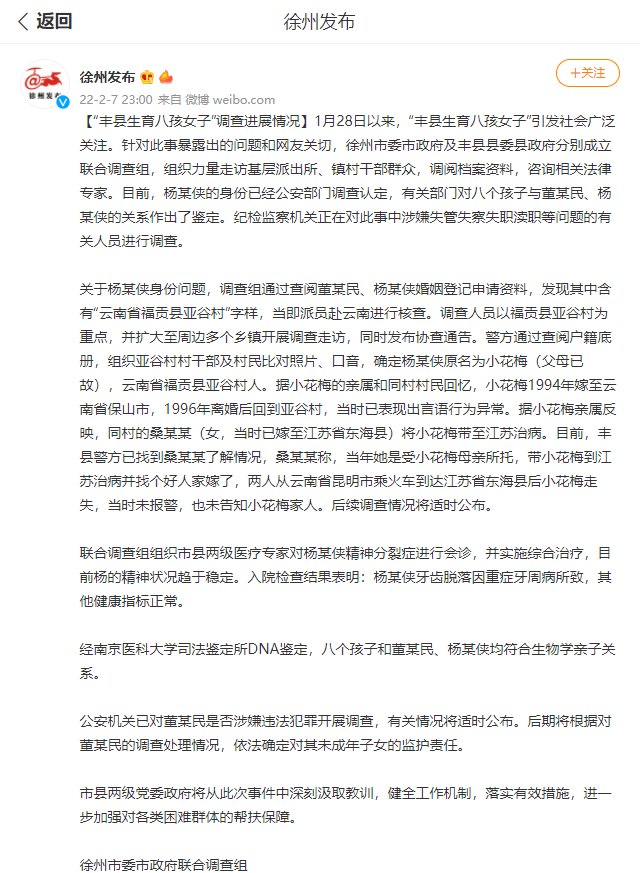 返回
徐州发布
徐州发布
+关注
22-2-7 23:00 来自 微博 weibo.com
徐州发布
【“丰县生育八孩女子”调查进展情况】1月28日以来，“丰县生育八孩女子”引发社会广泛
关注。针对此事暴露出的问题和网友关切，徐州市委市政府及丰县县委县政府分别成立
联合调查组，组织力量走访基层派出所、镇村干部群众，调阅档案资料，咨询相关法律
专家。目前，杨某侠的身份已经公安部门调查认定，有关部门对八个孩子与董某民、杨
某侠的关系作出了鉴定。纪检监察机关正在对此事中涉嫌失管失察失职渎职等问题的有
关人员进行调查。
关于杨某侠身份问题，调查组通过查阅董某民、杨某侠婚姻登记申请资料，发现其中含
有“云南省福贡县亚谷村”字样，当即派员赴云南进行核查。调查人员以福贡县亚谷村为
重点，并扩大至周边多个乡镇开展调查走访，同时发布协查通告。警方通过查阅户籍底
册，组织亚谷村村干部及村民比对照片、口音，确定杨某侠原名为小花梅（父母已
故），云南省福贡县亚谷村人。据小花梅的亲属和同村村民回忆，小花梅1994年嫁至云
南省保山市，1996年离婚后回到亚谷村，当时已表现出言语行为异常。据小花梅亲属反
映，同村的桑某某（女，当时已嫁至江苏省东海县）将小花梅带至江苏治病。目前，丰
县警方已找到桑某某了解情况，桑某某称，当年她是受小花梅母亲所托，带小花梅到江
苏治病并找个好人家嫁了，两人从云南省昆明市乘火车到达江苏省东海县后小花梅走
失，当时未报警，也未告知小花梅家人。后续调查情况将适时公布。
联合调查组组织市县两级医疗专家对杨某侠精神分裂症进行会诊，并实施综合治疗，目
前杨的精神状况趋于稳定。入院检查结果表明：杨某侠牙齿脱落因重症牙周病所致，其
他健康指标正常。
经南京医科大学司法鉴定所DNA鉴定，八个孩子和董某民、杨某侠均符合生物学亲子关
系。
公安机关已对董某民是否涉嫌违法犯罪开展调查，有关情况将适时公布。后期将根据对
董某民的调查处理情况，依法确定对其未成年子女的监护责任。
市县两级党委政府将从此次事件中深刻汲取教训，健全工作机制，落实有效措施，进一
步加强对各类困难群体的帮扶保障。
徐州市委市政府联合调查组